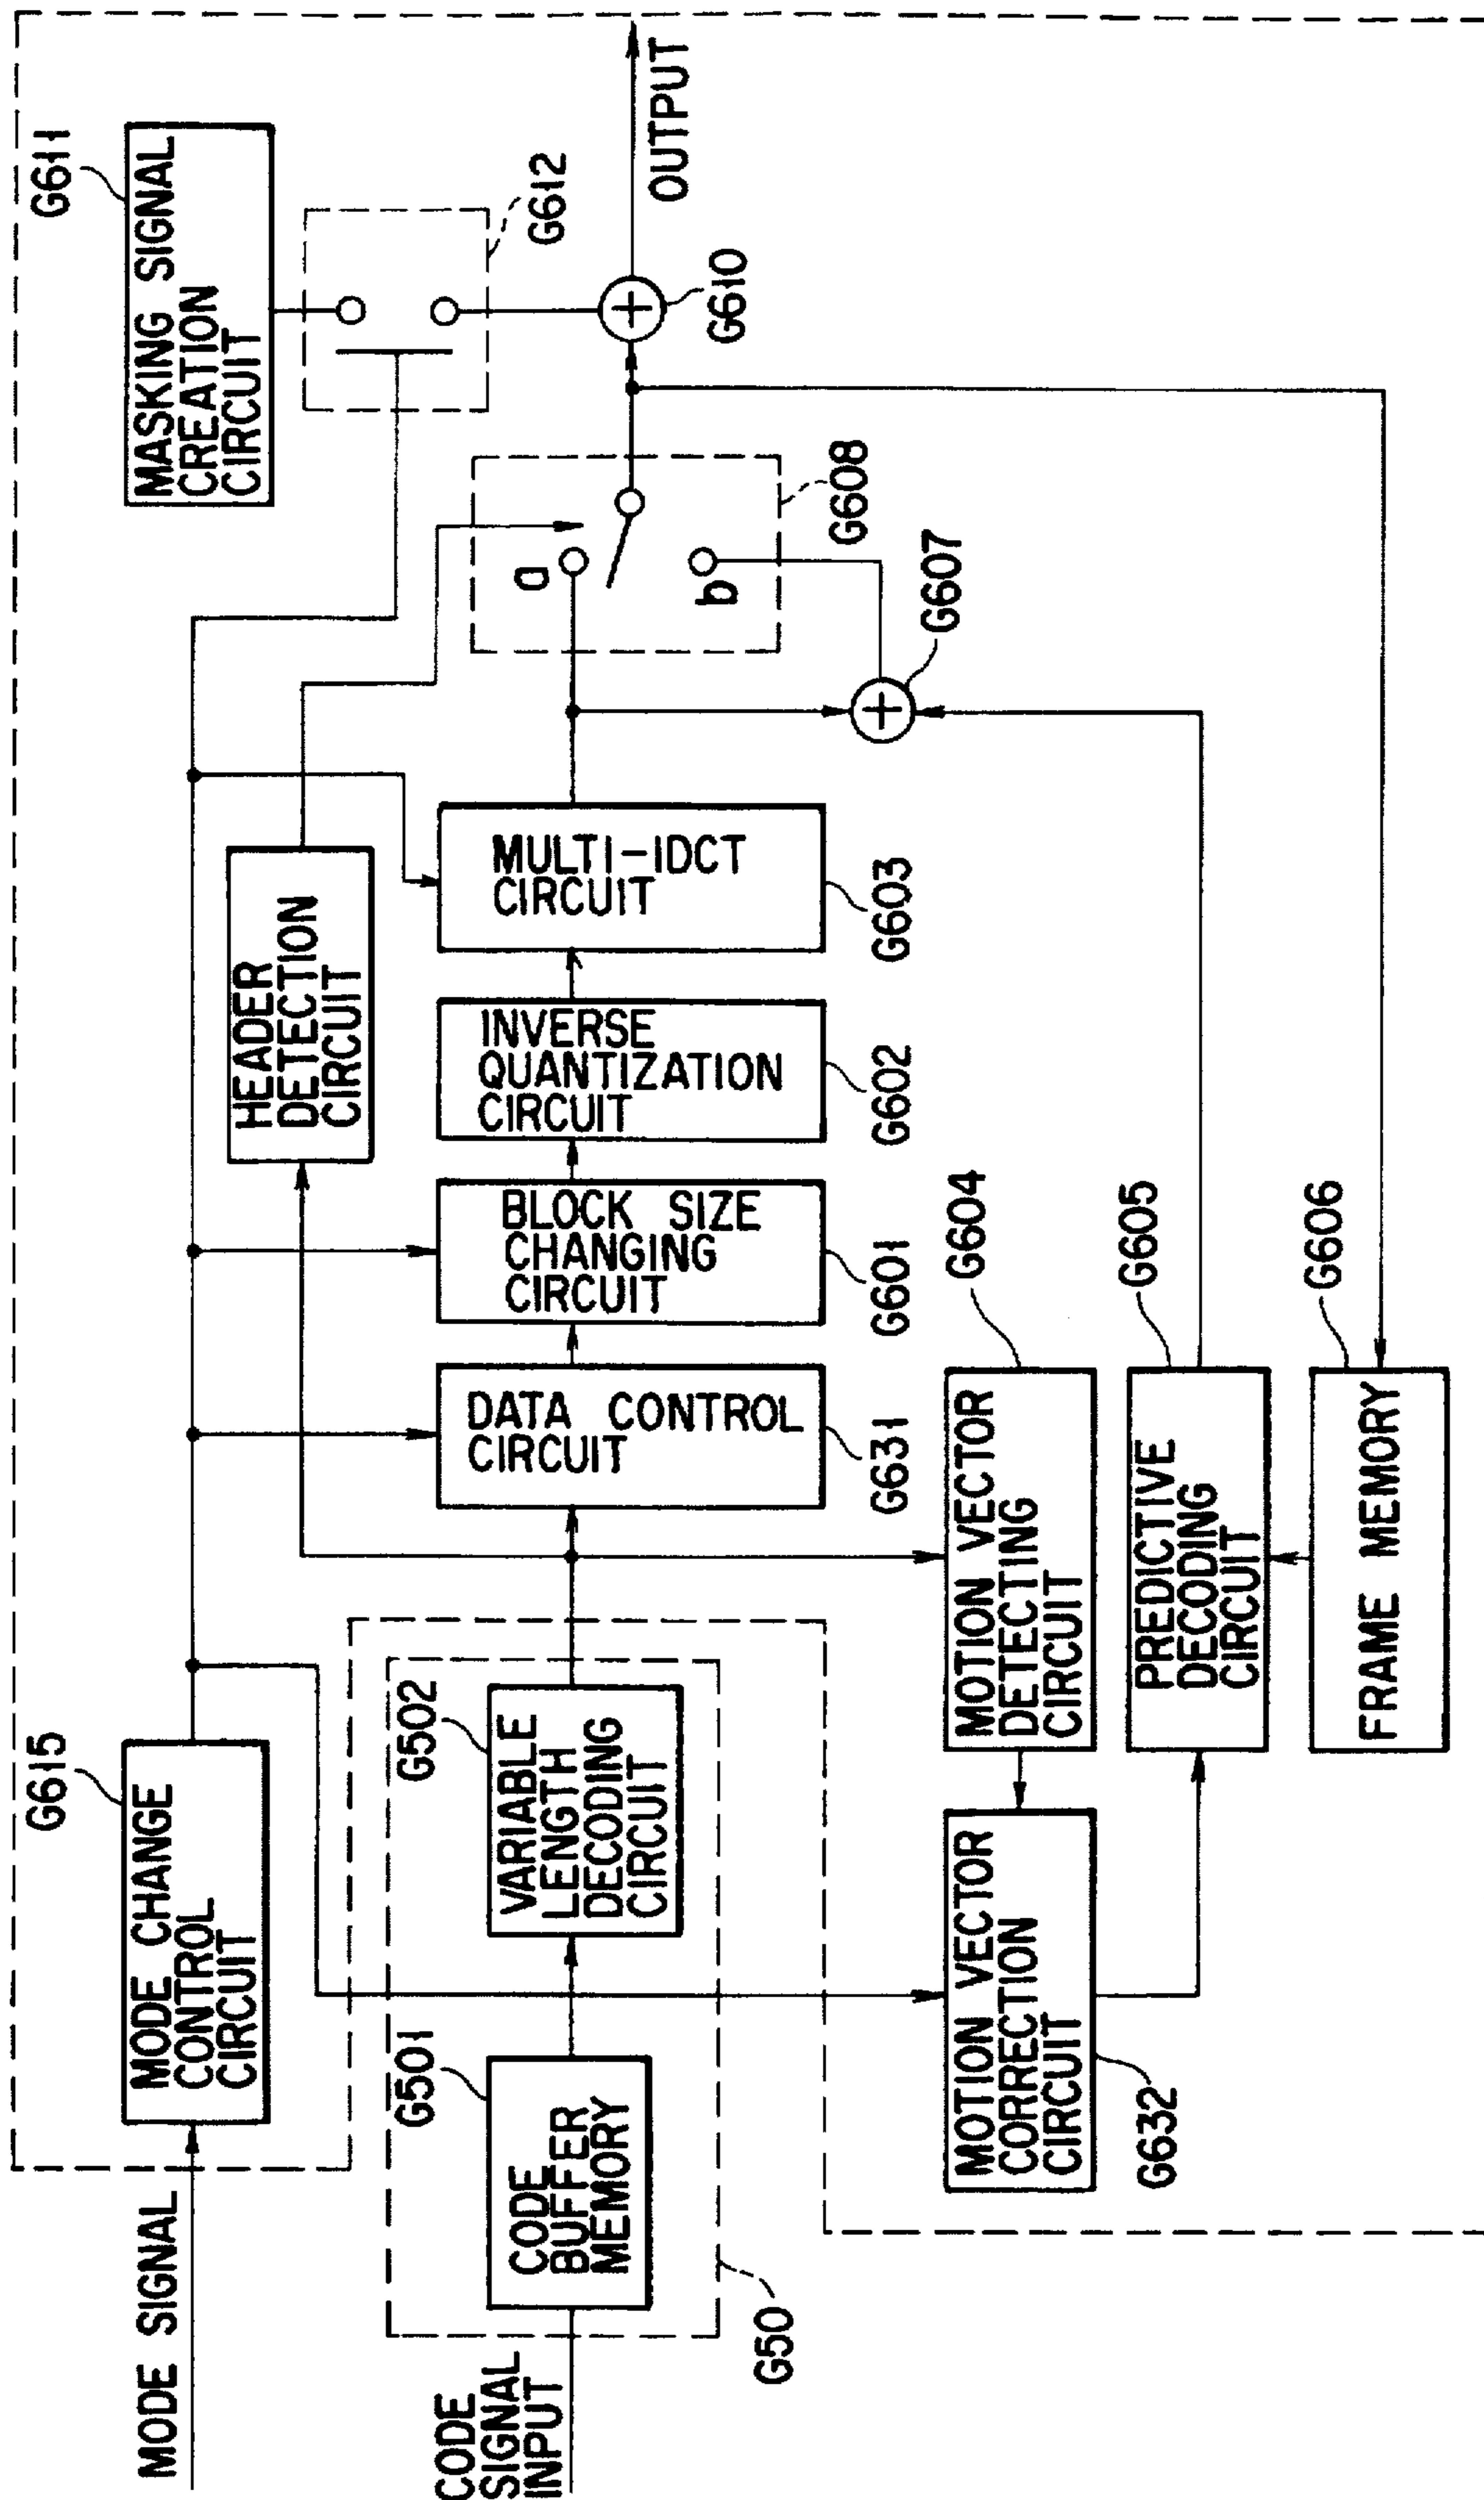 MODE SIGNAL
G615
MODE CHANGE
CONTROL
CIRCUIT
G611
MASKING SIGNAL
CREATION
CIRCUIT
G612
HEADER
DETECTION
CIRCUIT
CODE
SIGNAL
INPUT
G50
G501
CODE
BUFFER
MEMORY
G502
VARIABLE
LENGTH
DECODING
CIRCUIT
DATA CONTROL
CIRCUIT
G631
BLOCK SIZE
CHANGING
CIRCUIT
G601
INVERSE
QUANTIZATION
CIRCUIT
G602
MULTI-IDCT
CIRCUIT
G603
a
b
G608
G607
G610
OUTPUT
MOTION VECTOR
CORRECTION
CIRCUIT
G632
MOTION VECTOR
DETECTING
CIRCUIT
G604
PREDICTIVE
DECODING
CIRCUIT
G605
FRAME MEMORY
G606